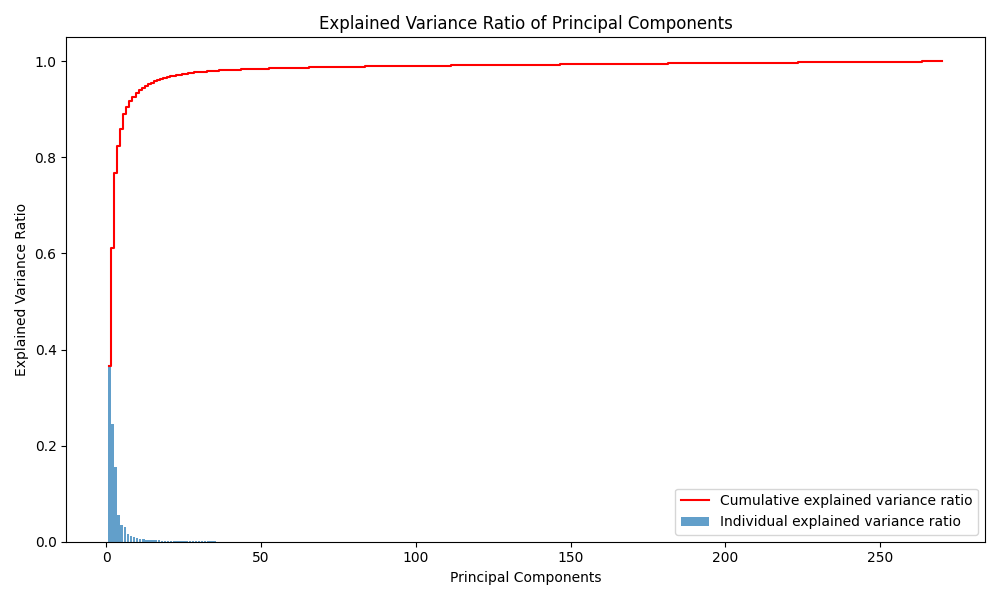 Explained Variance Ratio of Principal Components
Explained Variance Ratio
1.0
0.8
0.6
0.4
0.2
0.0
0 50 100 150 200 250
Principal Components
Cumulative explained variance ratio
Individual explained variance ratio